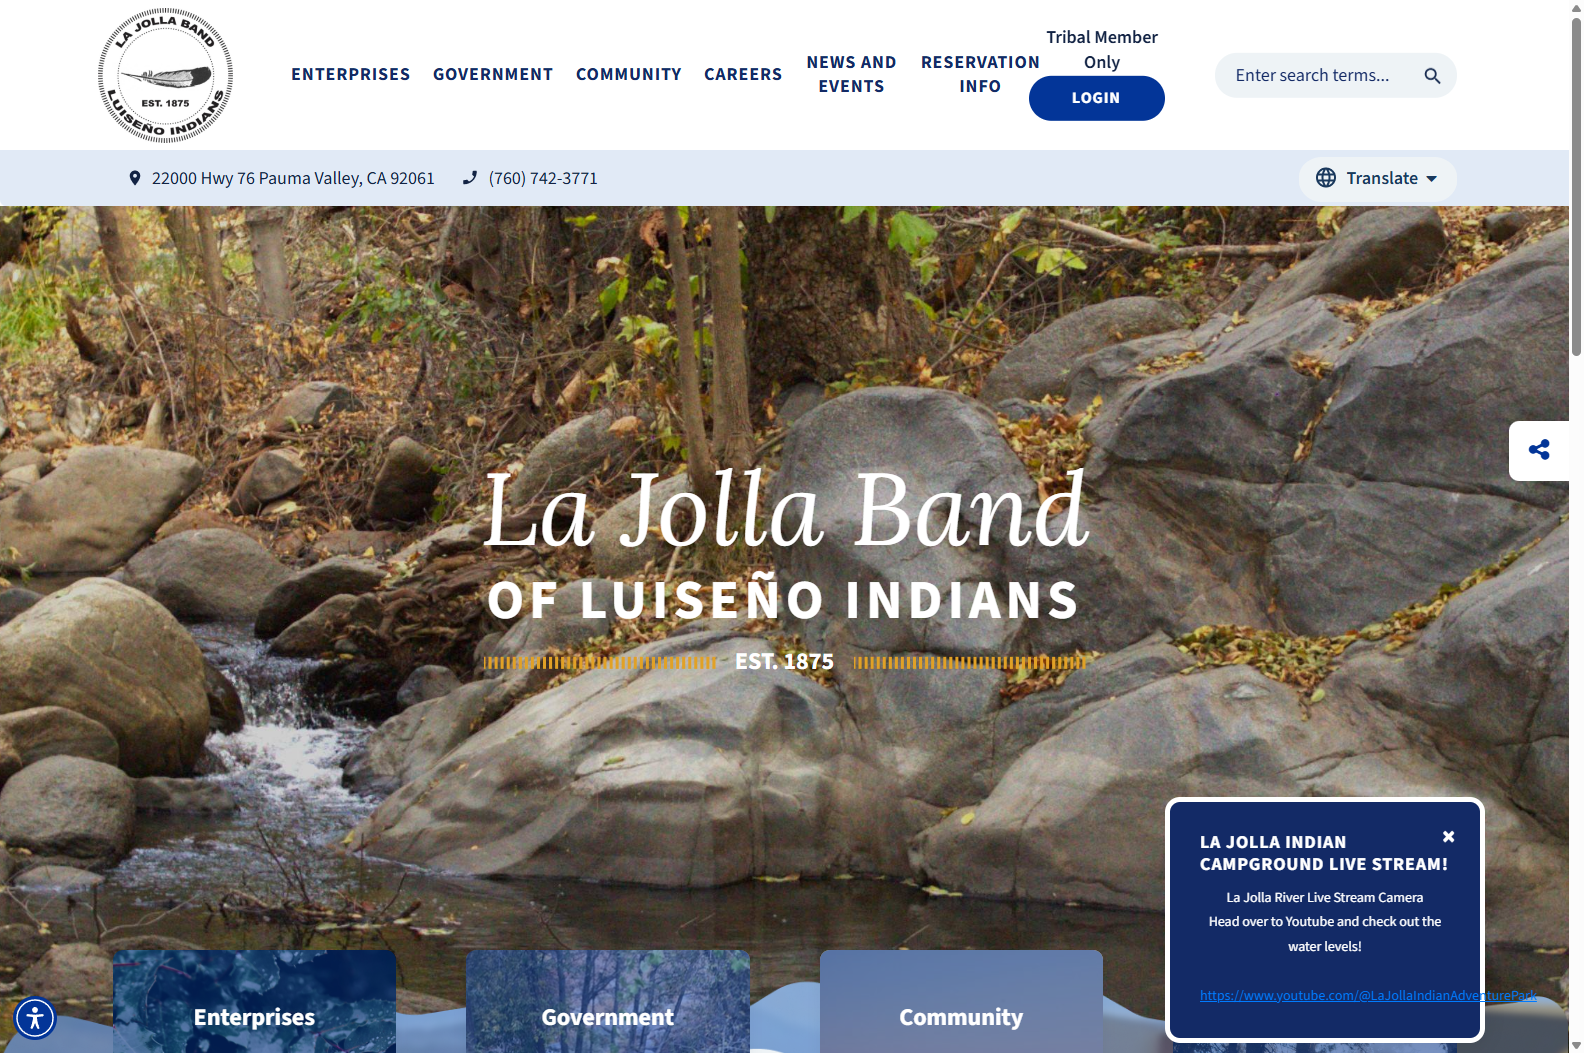 LA JOLLA BAND
EST. 1875
LUISEÑO INDIANS
ENTERPRISES
GOVERNMENT
COMMUNITY
CAREERS
NEWS AND
EVENTS
RESERVATION
INFO
Tribal Member
Only
LOGIN
Enter search terms...
22000 Hwy 76 Pauma Valley, CA 92061
(760) 742-3771
Translate
La Jolla Band
OF LUISEÑO INDIANS
EST. 1875
LA JOLLA INDIAN
CAMPGROUND LIVE STREAM!
La Jolla River Live Stream Camera
Head over to Youtube and check out the
water levels!
https://www.youtube.com/@LaJollaIndianAdventurePark
Enterprises
Government
Community